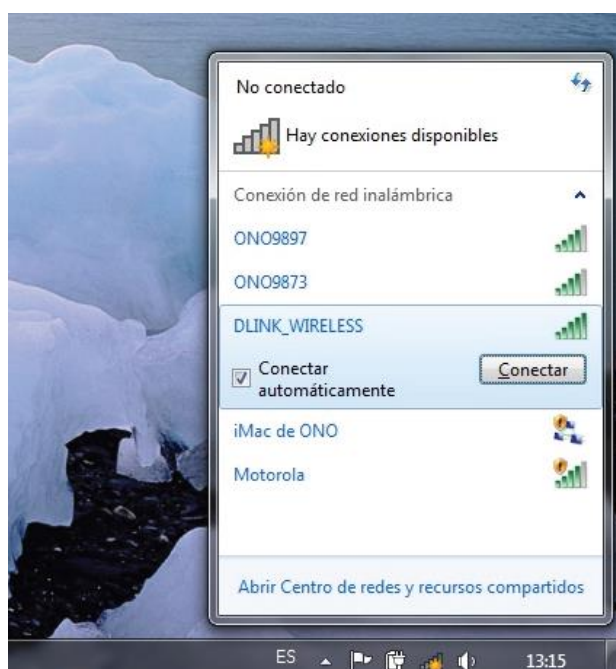 No conectado
Hay conexiones disponibles
Conexión de red inalámbrica
ONO9897
ONO9873
DLINK_WIRELESS
Conectar
automáticamente
Conectar
iMac de ONO
Motorola
Abrir Centro de redes y recursos compartidos
ES
13:15